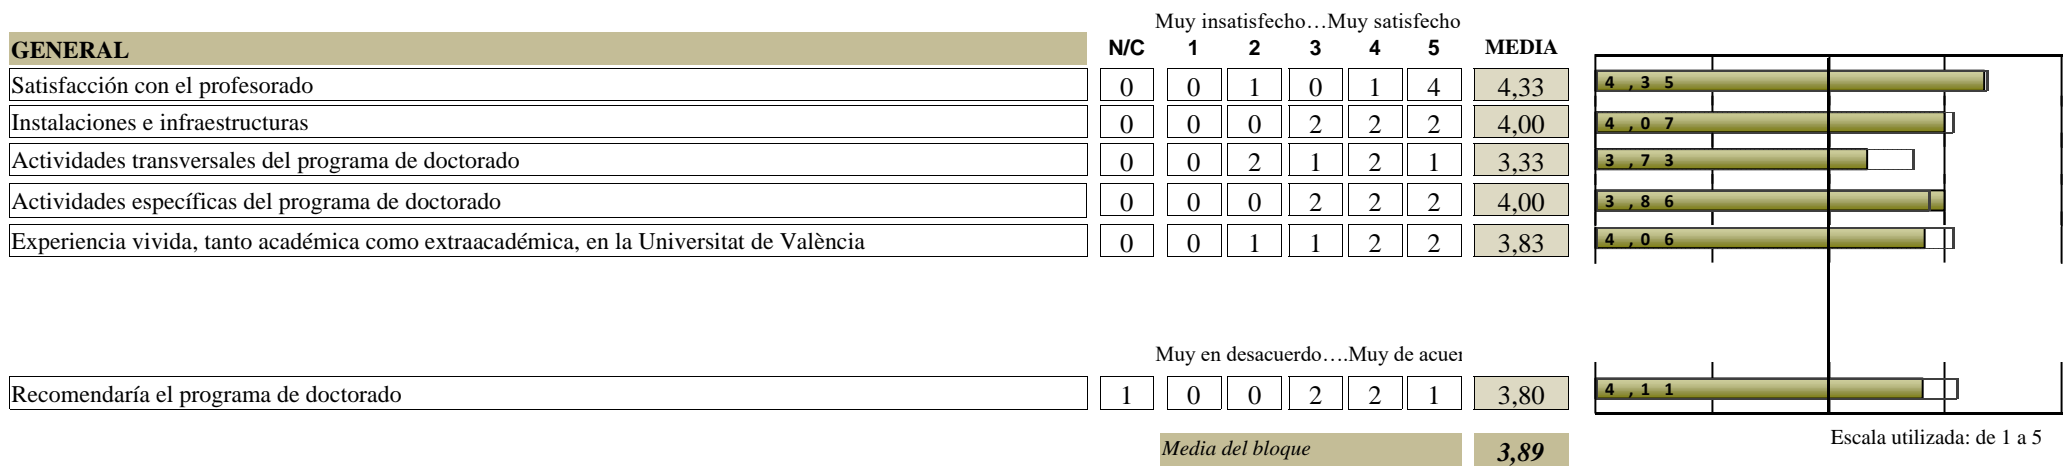 Muy insatisfecho…Muy satisfecho
GENERAL N/C 1 2 3 4 5 MEDIA
Satisfacción con el profesorado 0 0 1 0 1 4 4,33 4,35
Instalaciones e infraestructuras 0 0 0 2 2 2 4,00 4,07
Actividades transversales del programa de doctorado 0 0 2 1 2 1 3,33 3,73
Actividades específicas del programa de doctorado 0 0 0 2 2 2 4,00 3,86
Experiencia vivida, tanto académica como extraacadémica, en la Universitat de València 0 0 1 1 2 2 3,83 4,06
Muy en desacuerdo….Muy de acuer
Recomendaría el programa de doctorado 1 0 0 2 2 1 3,80 4,11
Media del bloque 3,89
Escala utilizada: de 1 a 5